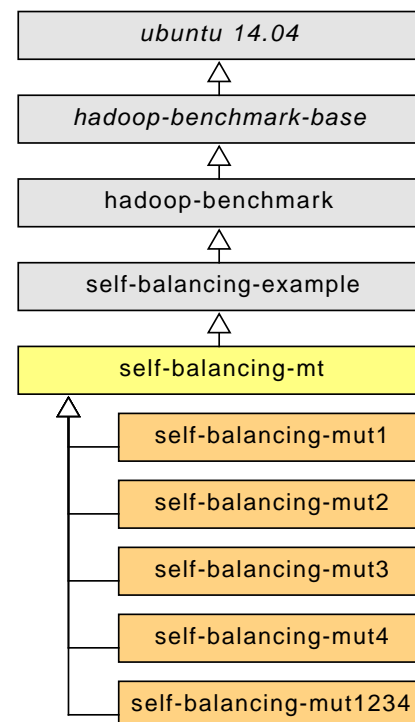 ubuntu 14.04
hadoop-benchmark-base
hadoop-benchmark
self-balancing-example
self-balancing-mt
self-balancing-mut1
self-balancing-mut2
self-balancing-mut3
self-balancing-mut4
self-balancing-mut1234